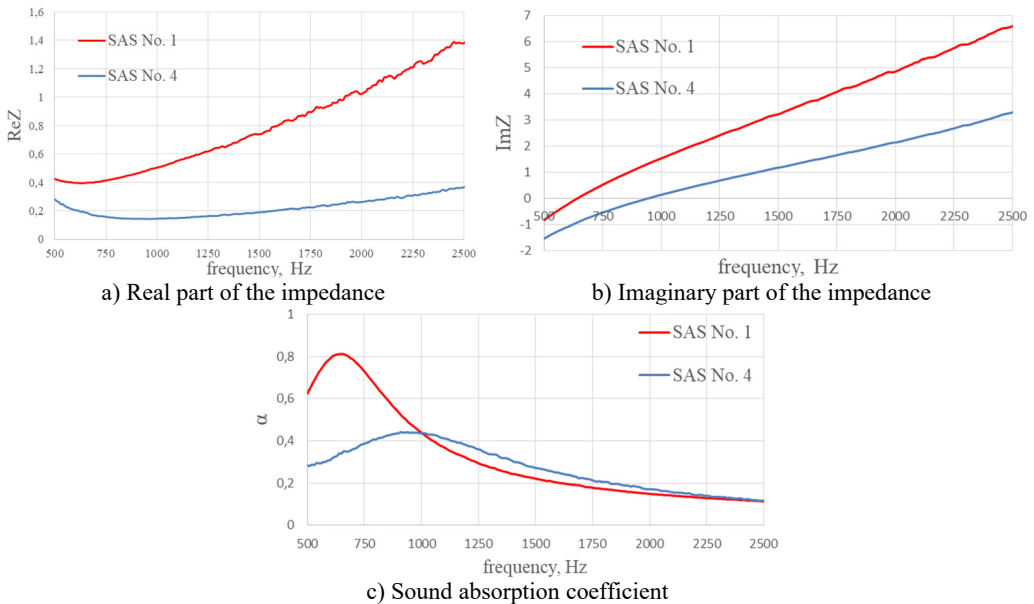 1,6
1,4
1,2
1
0,8
0,6
0,4
0,2
0
ReZ
SAS No. 1
SAS No. 4
500 750 1000 1250 1500 1750 2000 2250 2500
frequency, Hz
a) Real part of the impedance
7
6
5
4
3
2
1
0
-1
-2
ImZ
SAS No. 1
SAS No. 4
500 750 1000 1250 1500 1750 2000 2250 2500
frequency, Hz
b) Imaginary part of the impedance
1
0,8
0,6
0,4
0,2
0
α
SAS No. 1
SAS No. 4
500 750 1000 1250 1500 1750 2000 2250 2500
frequency, Hz
c) Sound absorption coefficient